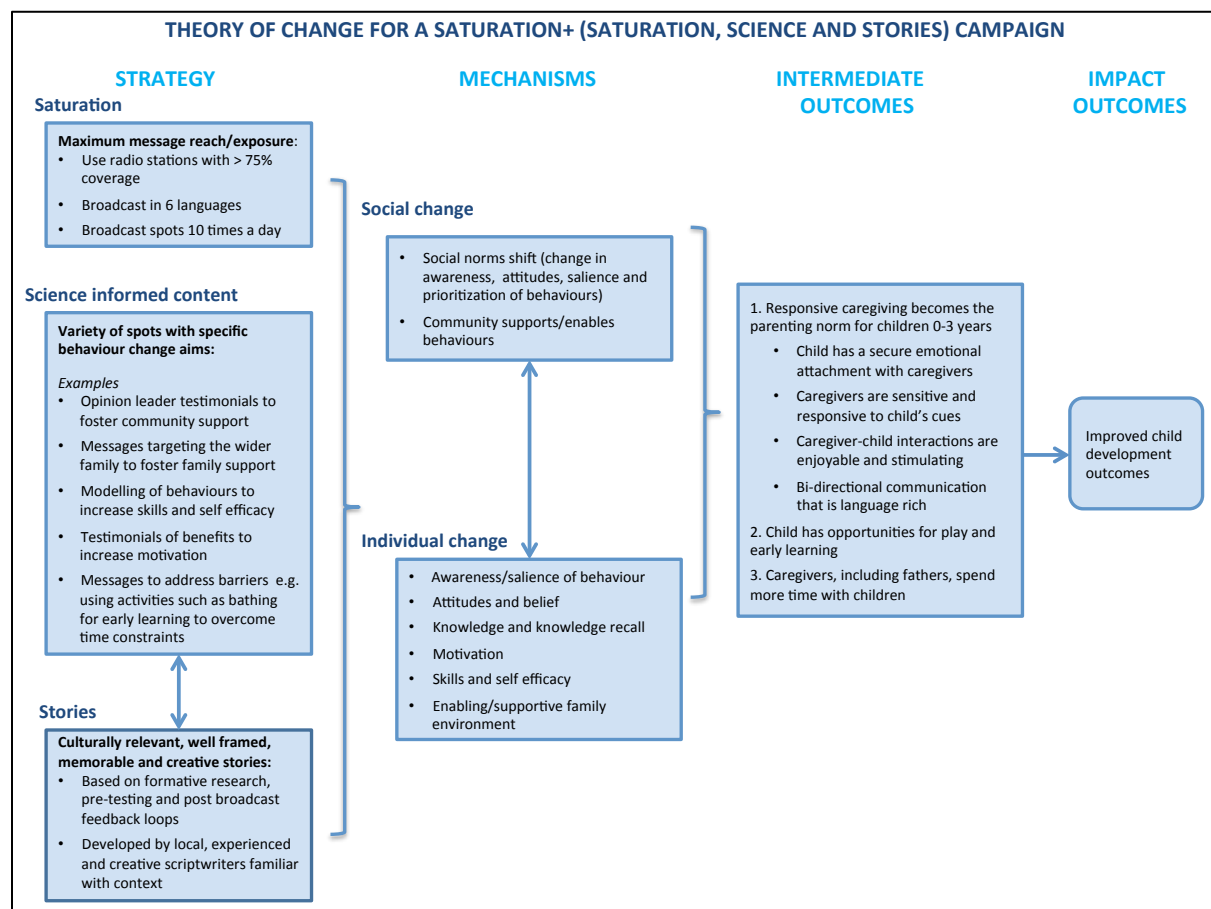 THEORY OF CHANGE FOR A SATURATION+ (SATURATION, SCIENCE AND STORIES) CAMPAIGN
STRATEGY
Saturation
Maximum message reach/exposure:
• Use radio stations with > 75%
coverage
• Broadcast in 6 languages
• Broadcast spots 10 times a day
Science informed content
Variety of spots with specific
behaviour change aims:
Examples
• Opinion leader testimonials to
foster community support
• Messages targeting the wider
family to foster family support
• Modelling of behaviours to
increase skills and self efficacy
• Testimonials of benefits to
increase motivation
• Messages to address barriers e.g.
using activities such as bathing
for early learning to overcome
time constraints
Stories
Culturally relevant, well framed,
memorable and creative stories:
• Based on formative research,
pre-testing and post broadcast
feedback loops
• Developed by local, experienced
and creative scriptwriters familiar
with context
MECHANISMS
Social change
• Social norms shift (change in
awareness, attitudes, salience and
prioritization of behaviours)
• Community supports/enables
behaviours
Individual change
• Awareness/salience of behaviour
• Attitudes and belief
• Knowledge and knowledge recall
• Motivation
• Skills and self efficacy
• Enabling/supportive family
environment
INTERMEDIATE
OUTCOMES
1. Responsive caregiving becomes the
parenting norm for children 0-3 years
• Child has a secure emotional
attachment with caregivers
• Caregivers are sensitive and
responsive to child's cues
• Caregiver-child interactions are
enjoyable and stimulating
• Bi-directional communication
that is language rich
2. Child has opportunities for play and
early learning
3. Caregivers, including fathers, spend
more time with children
IMPACT
OUTCOMES
Improved child
development
outcomes